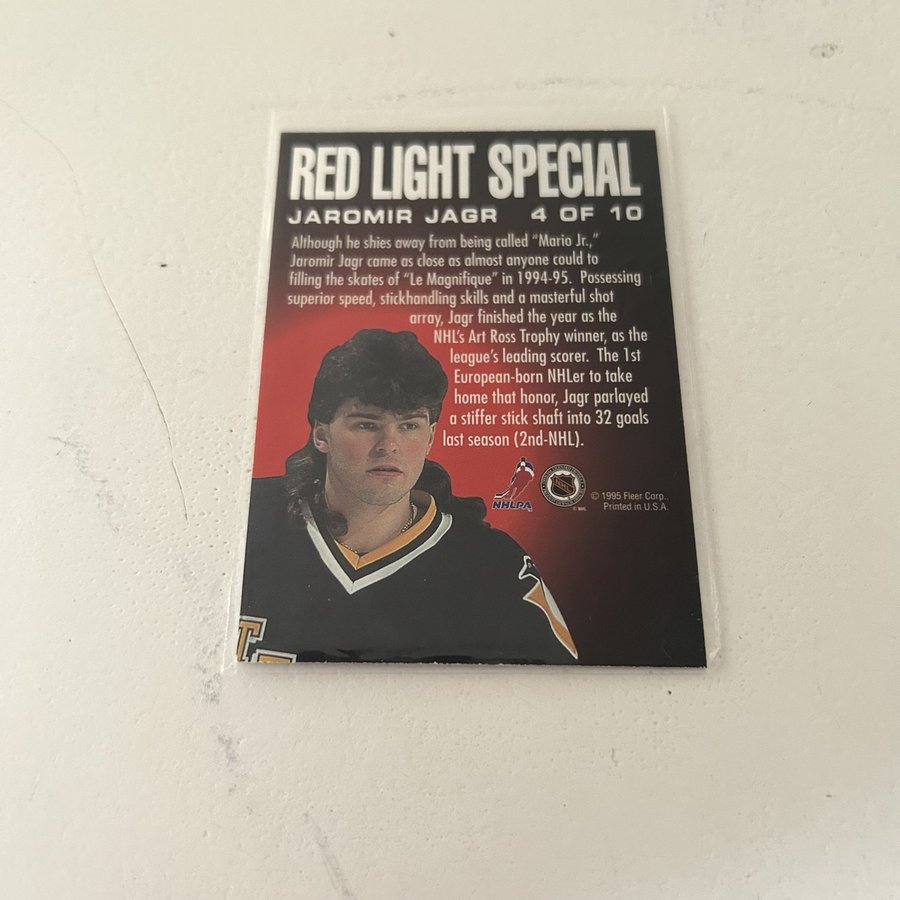 RED LIGHT SPECIAL
JAROMIR JAGR 4 OF 10
Although he shies away from being called "Mario Jr.,"
Jaromir Jagr came as close as almost anyone could to
filling the skates of "Le Magnifique" in 1994-95. Possessing
superior speed, stickhandling skills and a masterful shot
array, Jagr finished the year as the
NHL's Art Ross Trophy winner, as the
league's leading scorer. The 1st
European-born NHLer to take
home that honor, Jagr parlayed
a stiffer stick shaft into 32 goals
last season (2nd-NHL).
NHLPA
NHL
© NHL
© 1995 Fleer Corp.,
Printed in U.S.A.